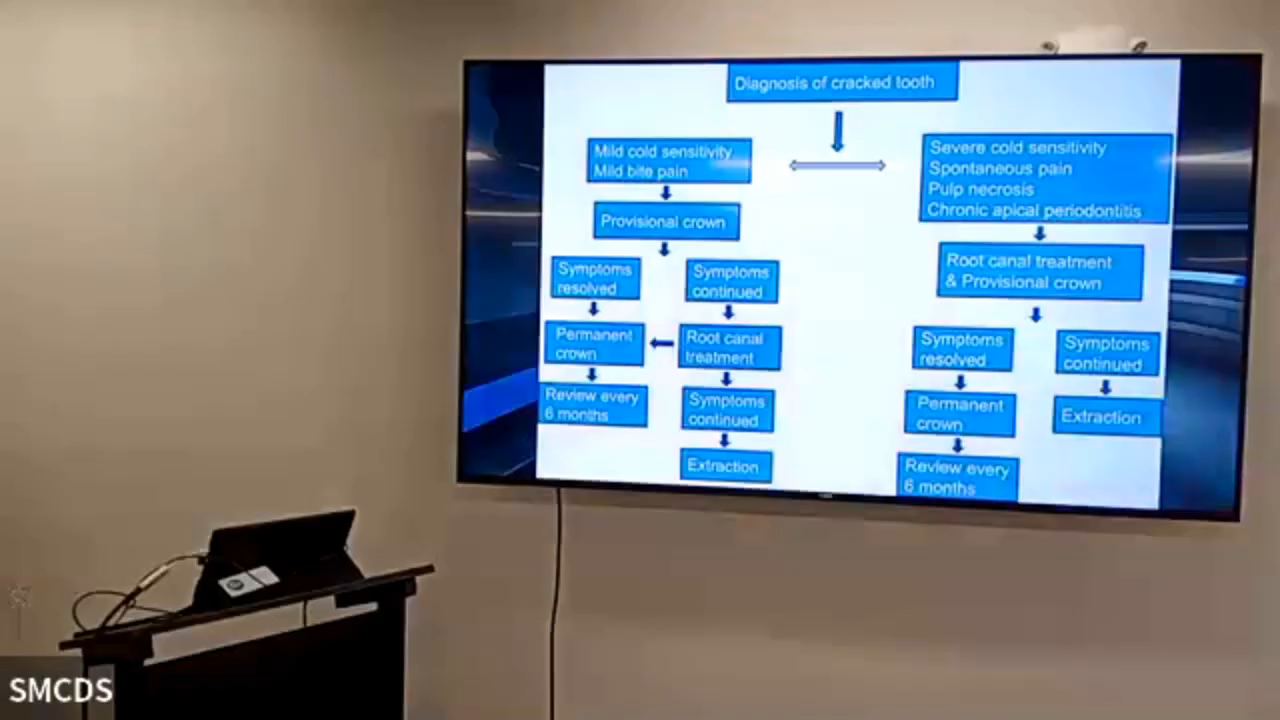 Diagnosis of cracked tooth
Mild cold sensitivity
Mild bite pain
Provisional crown
Symptoms
resolved
Symptoms
continued
Permanent
crown
Root canal
treatment
Review every
6 months
Symptoms
continued
Extraction
Severe cold sensitivity
Spontaneous pain
Pulp necrosis
Chronic apical periodontitis
Root canal treatment
& Provisional crown
Symptoms
resolved
Symptoms
continued
Permanent
crown
Extraction
Review every
6 months
SMCDS